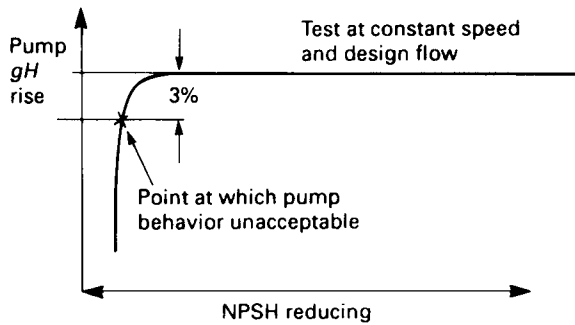 Pump
gH
rise
Test at constant speed
and design flow
3%
Point at which pump
behavior unacceptable
NPSH reducing